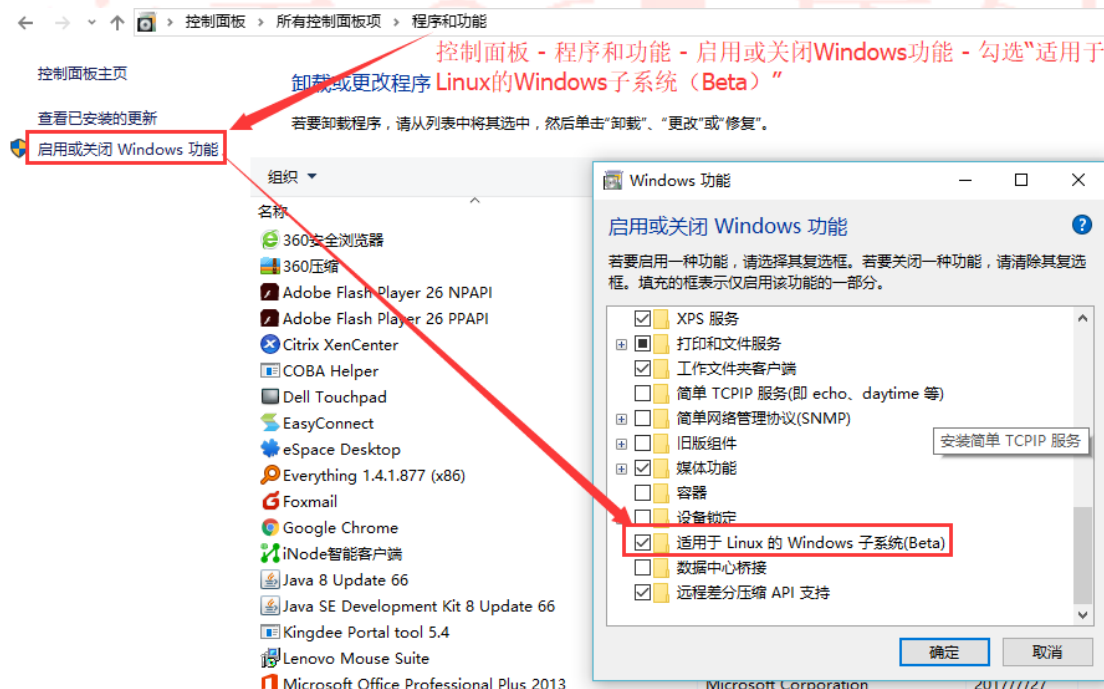 控制面板 › 所有控制面板项 › 程序和功能
控制面板 - 程序和功能 - 启用或关闭Windows功能 - 勾选“适用于
Linux的Windows子系统（Beta）”
控制面板主页
查看已安装的更新
启用或关闭 Windows 功能
卸载或更改程序
若要卸载程序，请从列表中将其选中，然后单击“卸载”、“更改”或“修复”。
组织
名称
360安全浏览器
360压缩
Adobe Flash Player 26 NPAPI
Adobe Flash Player 26 PPAPI
Citrix XenCenter
COBA Helper
Dell Touchpad
EasyConnect
eSpace Desktop
Everything 1.4.1.877 (x86)
Foxmail
Google Chrome
iNode智能客户端
Java 8 Update 66
Java SE Development Kit 8 Update 66
Kingdee Portal tool 5.4
Lenovo Mouse Suite
Microsoft Office Professional Plus 2013
Microsoft Corporation
2017/7/27
Windows 功能
启用或关闭 Windows 功能
若要启用一种功能，请选择其复选框。若要关闭一种功能，请清除其复选
框。填充的框表示仅启用该功能的一部分。
XPS 服务
打印和文件服务
工作文件夹客户端
简单 TCPIP 服务(即 echo、daytime 等)
简单网络管理协议(SNMP)
旧版组件
安装简单 TCPIP 服务
媒体功能
容器
设备锁定
适用于 Linux 的 Windows 子系统(Beta)
数据中心桥接
远程差分压缩 API 支持
确定
取消